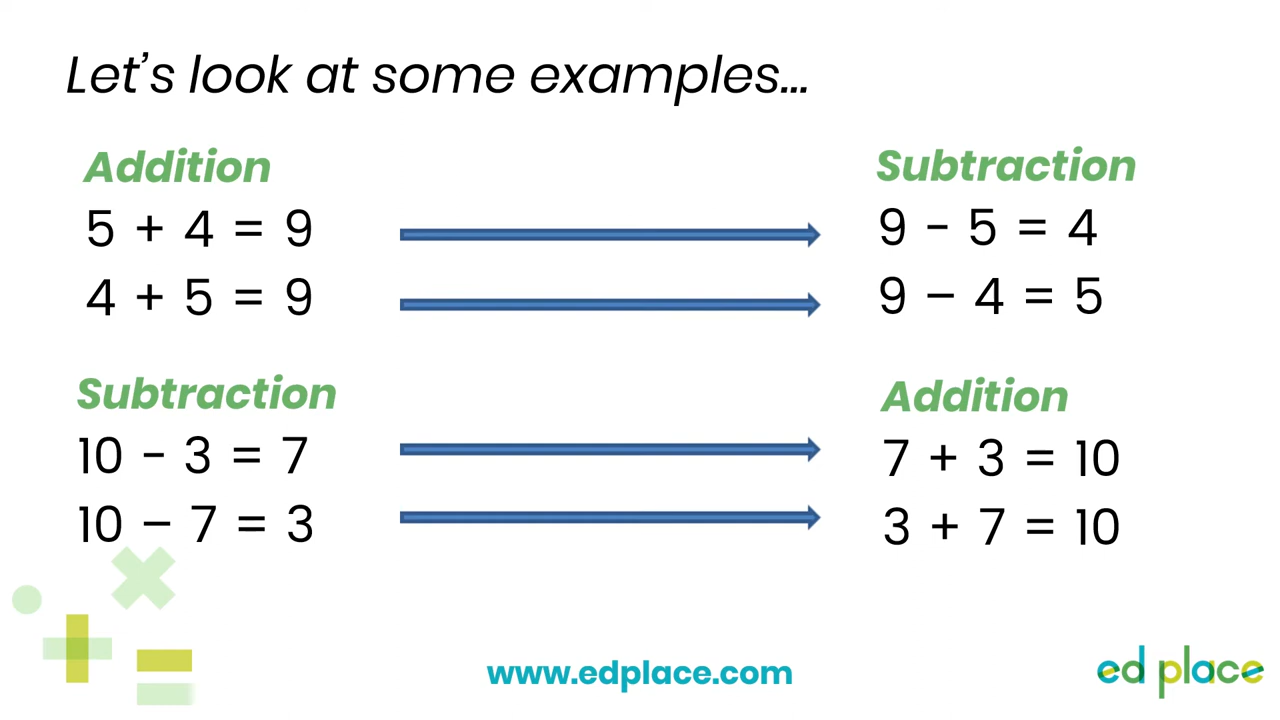 Let’s look at some examples...
Addition
5 + 4 = 9
4 + 5 = 9
Subtraction
9 - 5 = 4
9 – 4 = 5
Subtraction
10 - 3 = 7
10 – 7 = 3
Addition
7 + 3 = 10
3 + 7 = 10
www.edplace.com
ed place